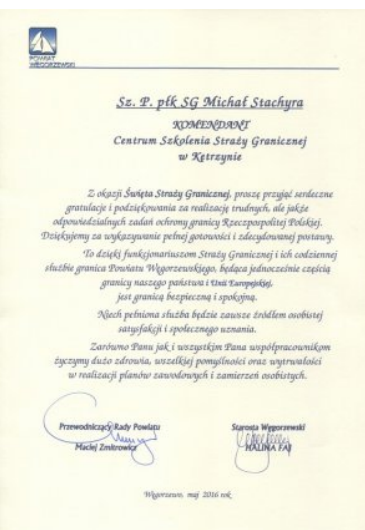 POWIAT
WĘGORZEWSKI
Sz. P. płk SG Michał Stachyra
KOMENDANT
Centrum Szkolenia Straży Granicznej
w Kętrzynie
Z okazji Święta Straży Granicznej, proszę przyjąć serdeczne
gratulacje i podziękowania za realizację trudnych, ale jakże
odpowiedzialnych zadań ochrony granicy Rzeczpospolitej Polskiej.
Dziękujemy za wykazywanie pełnej gotowości i zdecydowanej postawy.
To dzięki funkcjonariuszom Straży Granicznej i ich codziennej
służbie granica Powiatu Węgorzewskiego, będąca jednocześnie częścią
granicy naszego państwa i Unii Europejskiej,
jest granicą bezpieczną i spokojną.
Niech pełniona służba będzie zawsze źródłem osobistej
satysfakcji i społecznego uznania.
Zarówno Panu jak i wszystkim Pana współpracownikom
życzymy dużo zdrowia, wszelkiej pomyślności oraz wytrwałości
w realizacji planów zawodowych i zamierzeń osobistych.
Przewodniczący Rady Powiatu
Maciej Zmitrowicz
Starosta Węgorzewski
HALINA FAJ
Węgorzewo, maj 2016 rok